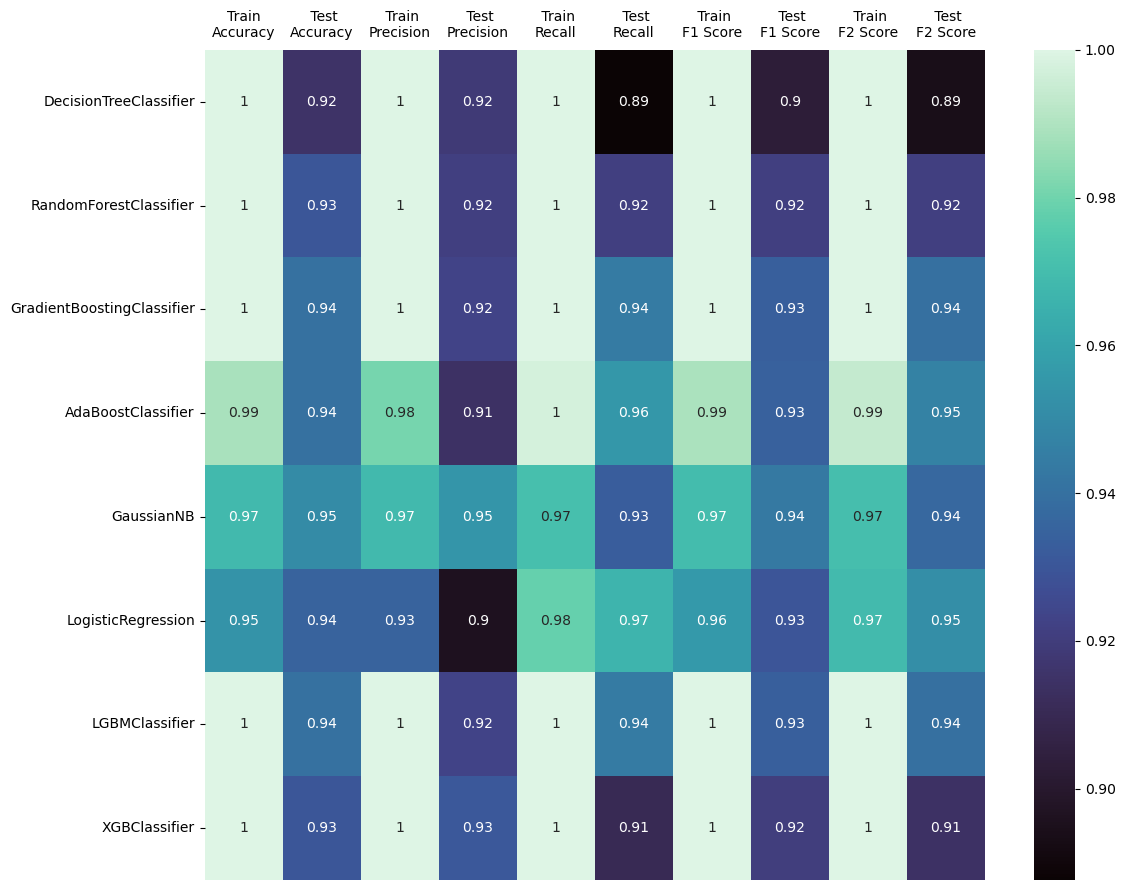 Train Test Train Test Train Test Train Test Train Test
Accuracy Accuracy Precision Precision Recall Recall F1 Score F1 Score F2 Score F2 Score
DecisionTreeClassifier 1 0.92 1 0.92 1 0.89 1 0.9 1 0.89
RandomForestClassifier 1 0.93 1 0.92 1 0.92 1 0.92 1 0.92
GradientBoostingClassifier 1 0.94 1 0.92 1 0.94 1 0.93 1 0.94
AdaBoostClassifier 0.99 0.94 0.98 0.91 1 0.96 0.99 0.93 0.99 0.95
GaussianNB 0.97 0.95 0.97 0.95 0.97 0.93 0.97 0.94 0.97 0.94
LogisticRegression 0.95 0.94 0.93 0.9 0.98 0.97 0.96 0.93 0.97 0.95
LGBMClassifier 1 0.94 1 0.92 1 0.94 1 0.93 1 0.94
XGBClassifier 1 0.93 1 0.93 1 0.91 1 0.92 1 0.91
1.00
0.98
0.96
0.94
0.92
0.90